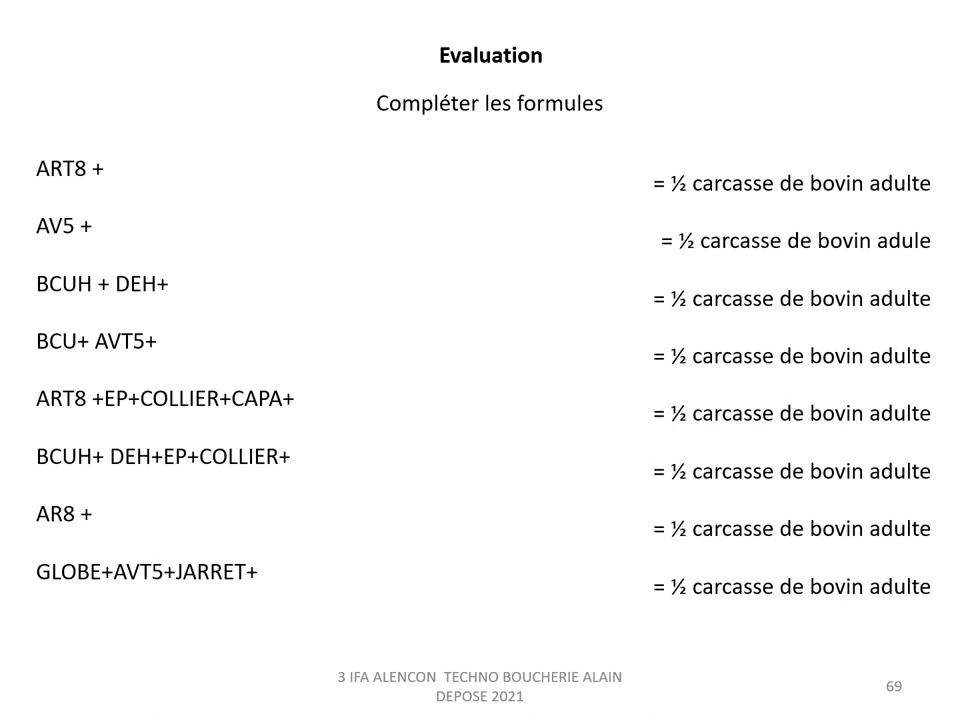 Evaluation
Compléter les formules
ART8 +
= ½ carcasse de bovin adulte
AV5 +
= ½ carcasse de bovin adule
BCUH + DEH+
= ½ carcasse de bovin adulte
BCU+ AVT5+
= ½ carcasse de bovin adulte
ART8 +EP+COLLIER+CAPA+
= ½ carcasse de bovin adulte
BCUH+ DEH+EP+COLLIER+
= ½ carcasse de bovin adulte
AR8 +
= ½ carcasse de bovin adulte
GLOBE+AVT5+JARRET+
= ½ carcasse de bovin adulte
3 IFA ALENCON  TECHNO BOUCHERIE ALAIN
DEPOSE 2021
69